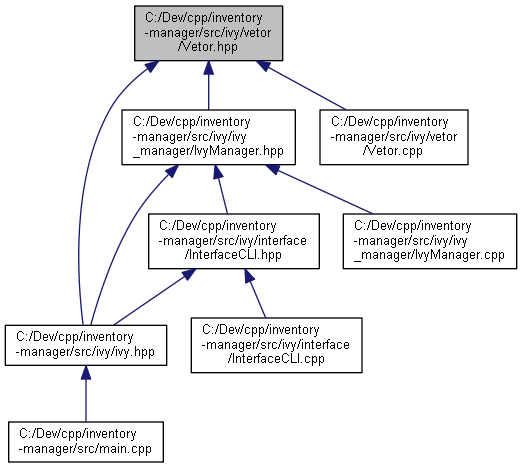 C:/Dev/cpp/inventory
-manager/src/ivy/vetor
/Vetor.hpp
C:/Dev/cpp/inventory
-manager/src/ivy/ivy
_manager/IvyManager.hpp
C:/Dev/cpp/inventory
-manager/src/ivy/vetor
/Vetor.cpp
C:/Dev/cpp/inventory
-manager/src/ivy/interface
/InterfaceCLI.hpp
C:/Dev/cpp/inventory
-manager/src/ivy/ivy
_manager/IvyManager.cpp
C:/Dev/cpp/inventory
-manager/src/ivy/ivy.hpp
C:/Dev/cpp/inventory
-manager/src/ivy/interface
/InterfaceCLI.cpp
C:/Dev/cpp/inventory
-manager/src/main.cpp